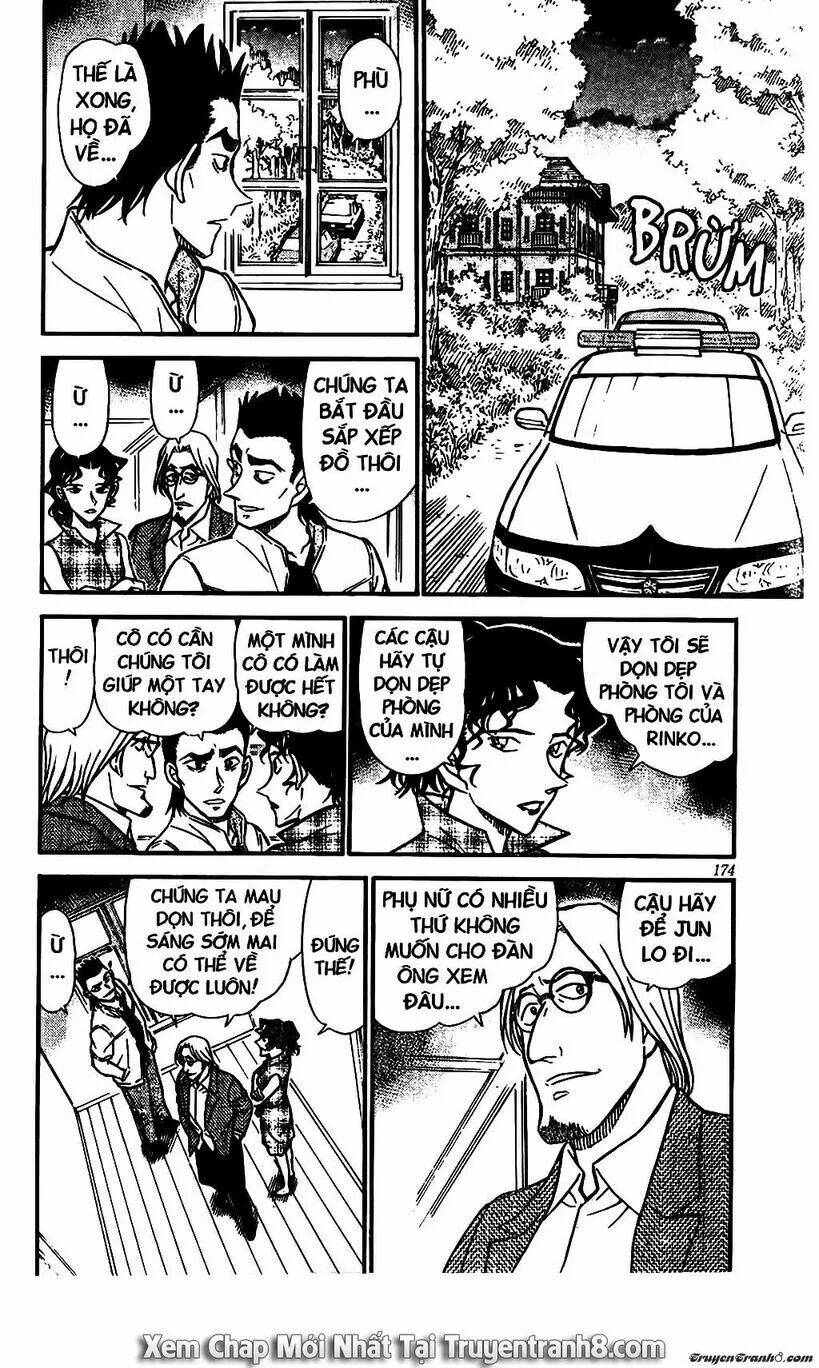 BRỪM
PHÙ
...
THẾ LÀ
XONG,
HỌ ĐÃ
VỀ...
CHÚNG TA
BẮT ĐẦU
SẮP XẾP
ĐỒ THÔI
...
Ừ
...
Ừ
...
VẬY TÔI SẼ
DỌN DẸP
PHÒNG TÔI VÀ
PHÒNG CỦA
RINKO...
CÁC CẬU
HÃY TỰ
DỌN DẸP
PHÒNG
CỦA MÌNH
...
MỘT MÌNH
CÔ CÓ LÀM
ĐƯỢC HẾT
KHÔNG?
CÔ CÓ CẦN
CHÚNG TÔI
GIÚP MỘT TAY
KHÔNG?
THÔI
!
174
CẬU HÃY
ĐỂ JUN
LO ĐI...
PHỤ NỮ CÓ NHIỀU
THỨ KHÔNG
MUỐN CHO ĐÀN
ÔNG XEM
ĐÂU...
ĐÚNG
THẾ!
CHÚNG TA MAU
DỌN THÔI, ĐỂ
SÁNG SỚM MAI
CÓ THỂ VỀ
ĐƯỢC LUÔN!
Ừ
...
Xem Chap Mới Nhất Tại Truyentranh8.com
TruyenTranh8.com